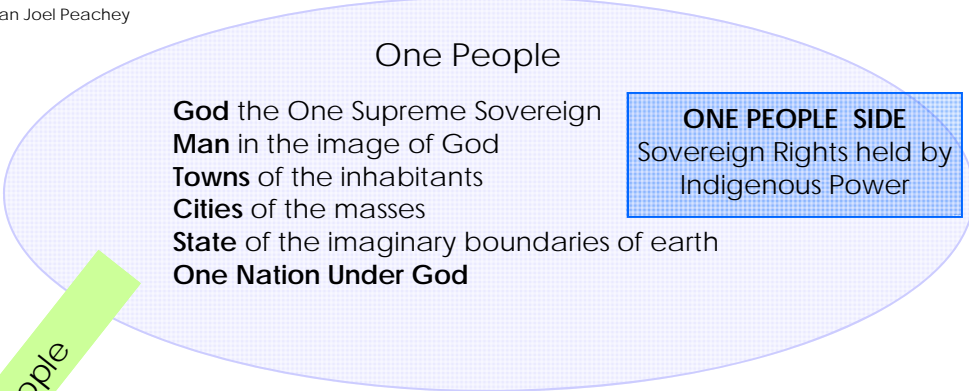 an Joel Peachey
One People
God the One Supreme Sovereign
Man in the image of God
Towns of the inhabitants
Cities of the masses
State of the imaginary boundaries of earth
One Nation Under God
ONE PEOPLE SIDE
Sovereign Rights held by
Indigenous Power
ople